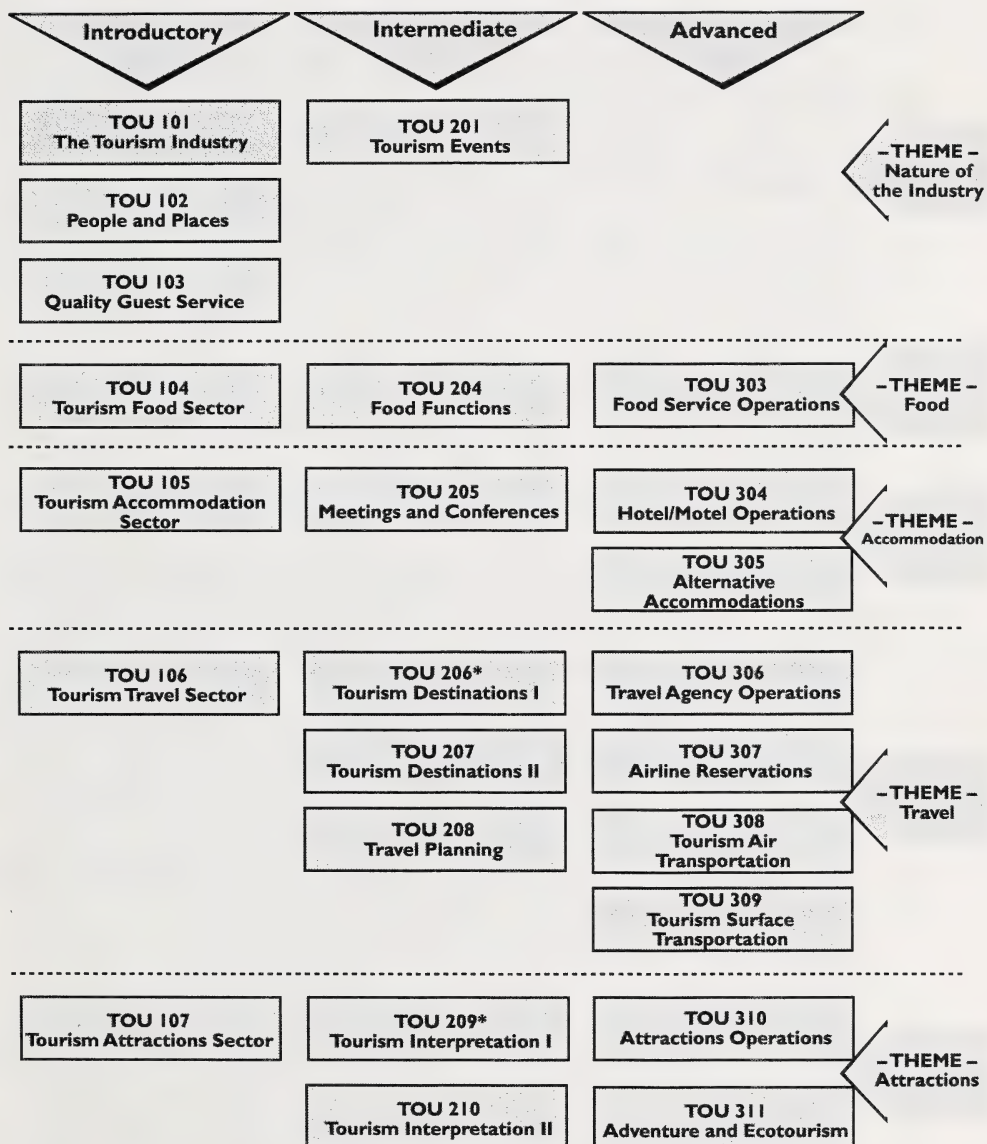 Introductory
Intermediate
Advanced
TOU 101
The Tourism Industry
TOU 201
Tourism Events
–THEME–
Nature of
the Industry
TOU 102
People and Places
TOU 103
Quality Guest Service
TOU 104
Tourism Food Sector
TOU 204
Food Functions
TOU 303
Food Service Operations
–THEME–
Food
TOU 105
Tourism Accommodation
Sector
TOU 205
Meetings and Conferences
TOU 304
Hotel/Motel Operations
–THEME–
Accommodation
TOU 305
Alternative
Accommodations
TOU 106
Tourism Travel Sector
TOU 206*
Tourism Destinations I
TOU 306
Travel Agency Operations
TOU 207
Tourism Destinations II
TOU 307
Airline Reservations
–THEME–
Travel
TOU 208
Travel Planning
TOU 308
Tourism Air
Transportation
TOU 309
Tourism Surface
Transportation
TOU 107
Tourism Attractions Sector
TOU 209*
Tourism Interpretation I
TOU 310
Attractions Operations
–THEME–
Attractions
TOU 210
Tourism Interpretation II
TOU 311
Adventure and Ecotourism